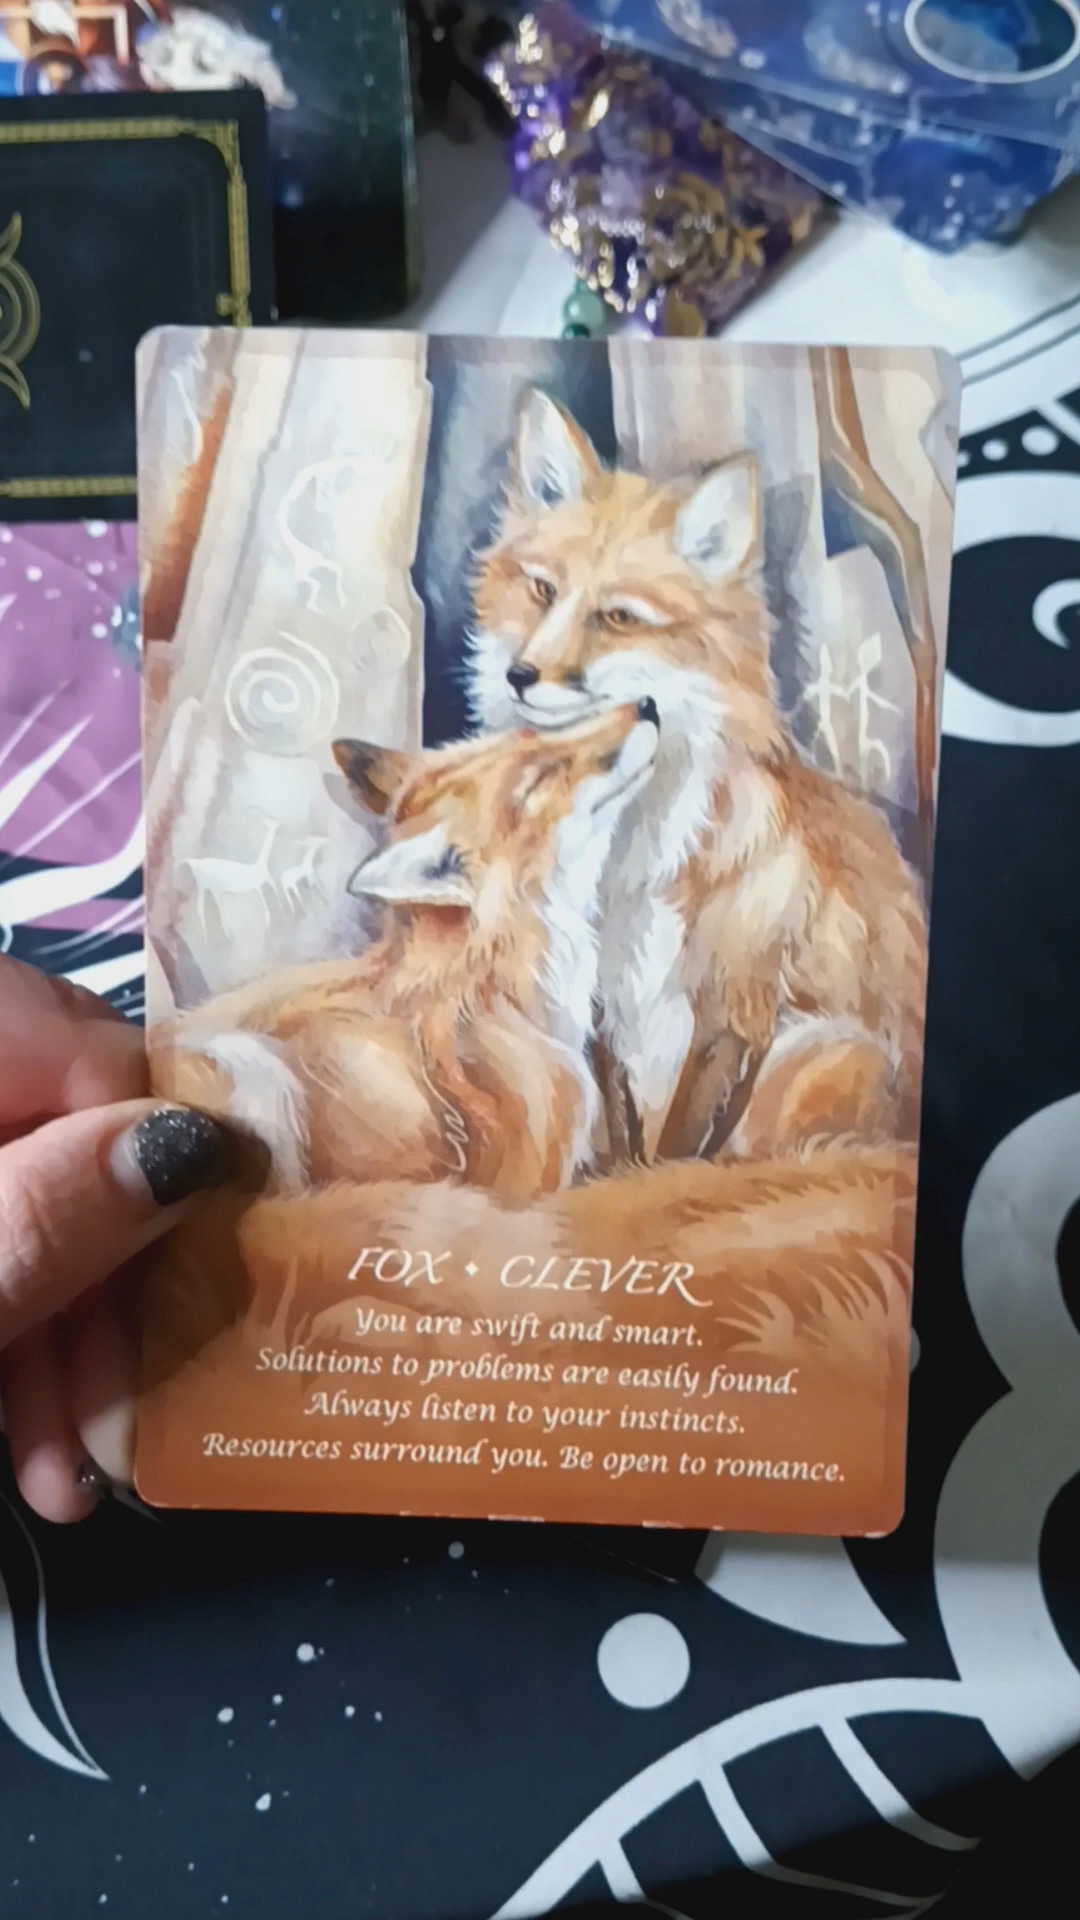 FOX ♦ CLEVER
You are swift and smart.
Solutions to problems are easily found.
Always listen to your instincts.
Resources surround you. Be open to romance.